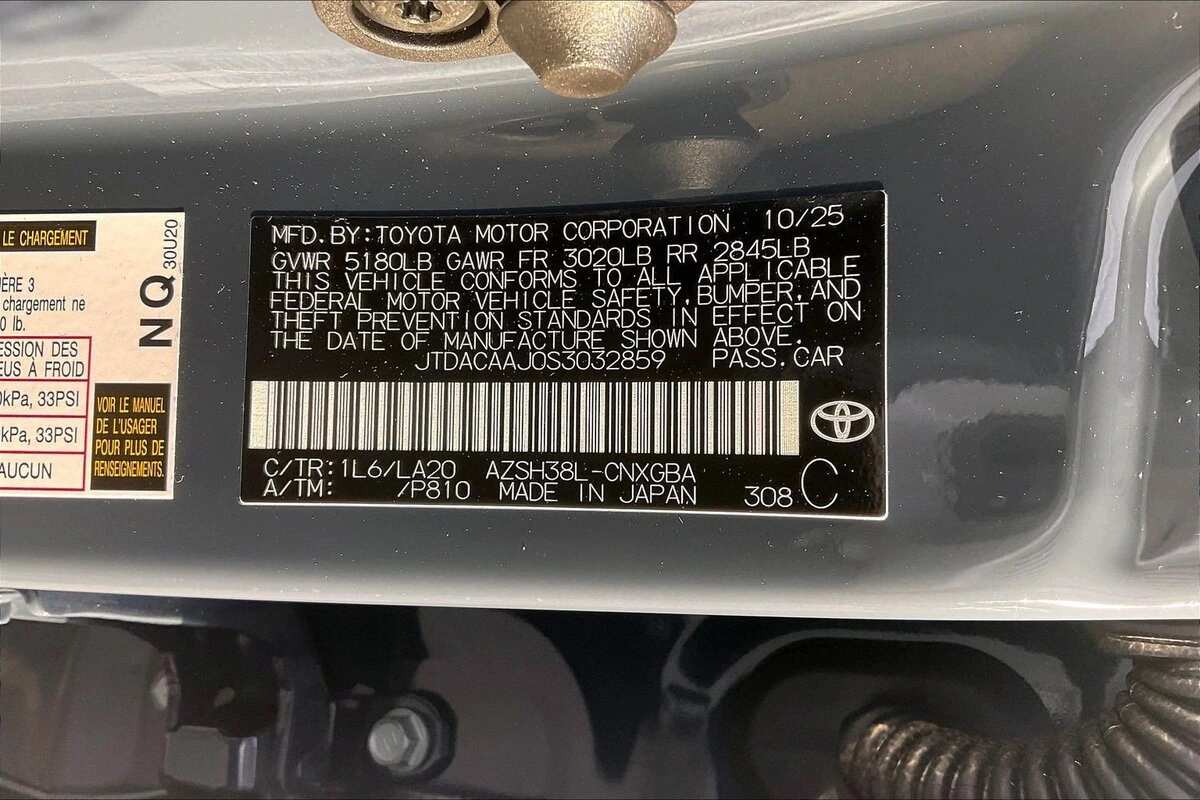 LE CHARGEMENT
ÈRE 3
chargement nè
0 lb.
ESSION DES
EUS À FROID
0kPa, 33PSI
kPa, 33PSI
AUCUN
NQ
30U20
VOIR LE MANUEL
DE L'USAGER
POUR PLUS DE
RENSEIGNEMENTS.
MFD.BY:TOYOTA MOTOR CORPORATION 10/25
GVWR 5180LB GAWR FR 3020LB RR 2845LB
THIS VEHICLE CONFORMS TO ALL APPLICABLE
FEDERAL MOTOR VEHICLE SAFETY,BUMPER,AND
THEFT PREVENTION STANDARDS IN EFFECT ON
THE DATE OF MANUFACTURE SHOWN ABOVE.
JTDACAAJ0S3032859 PASS.CAR
C/TR: 1L6/LA20 AZSH38L-CNXGBA
A/TM: /P810 MADE IN JAPAN 308 C